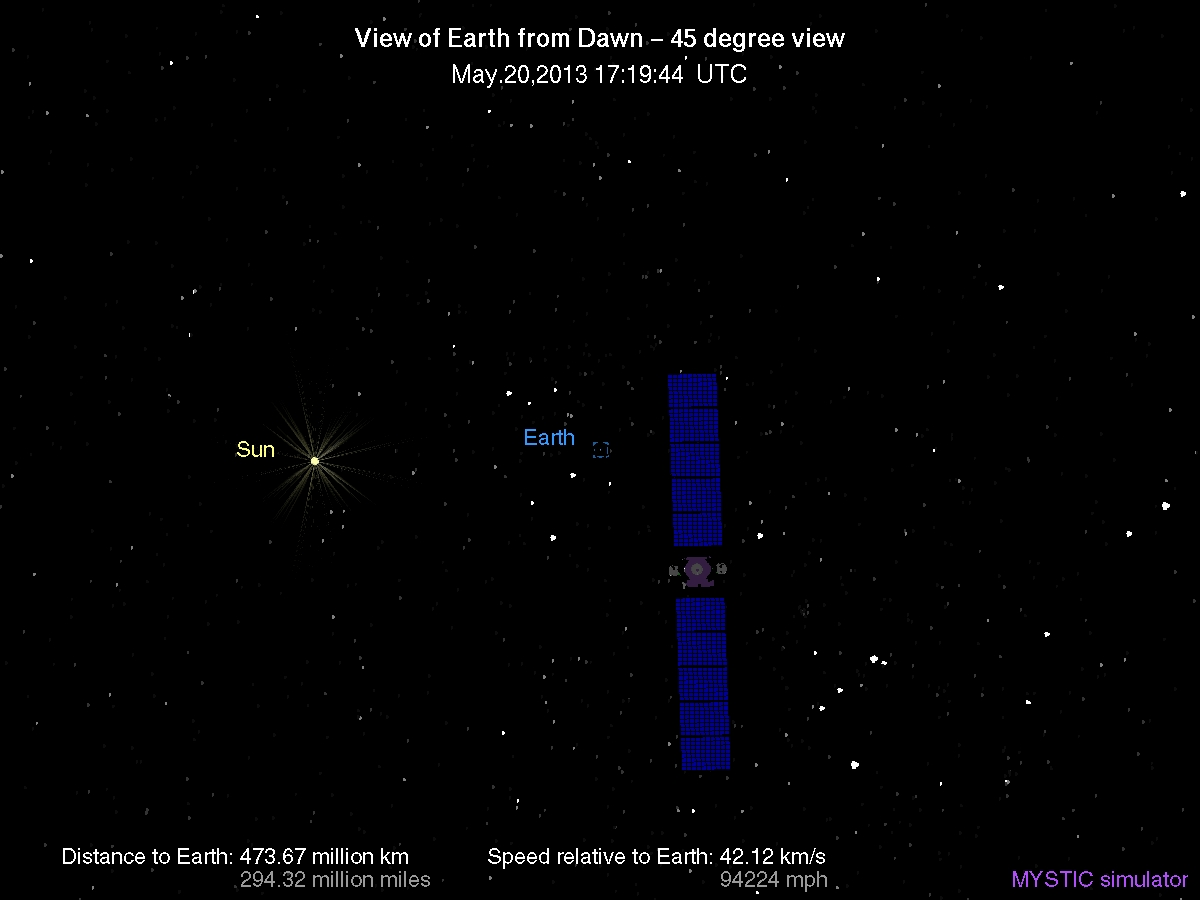 View of Earth from Dawn – 45 degree view
May.20,2013 17:19:44 UTC
Earth
Sun
Distance to Earth: 473.67 million km
294.32 million miles
Speed relative to Earth: 42.12 km/s
94224 mph
MYSTIC simulator